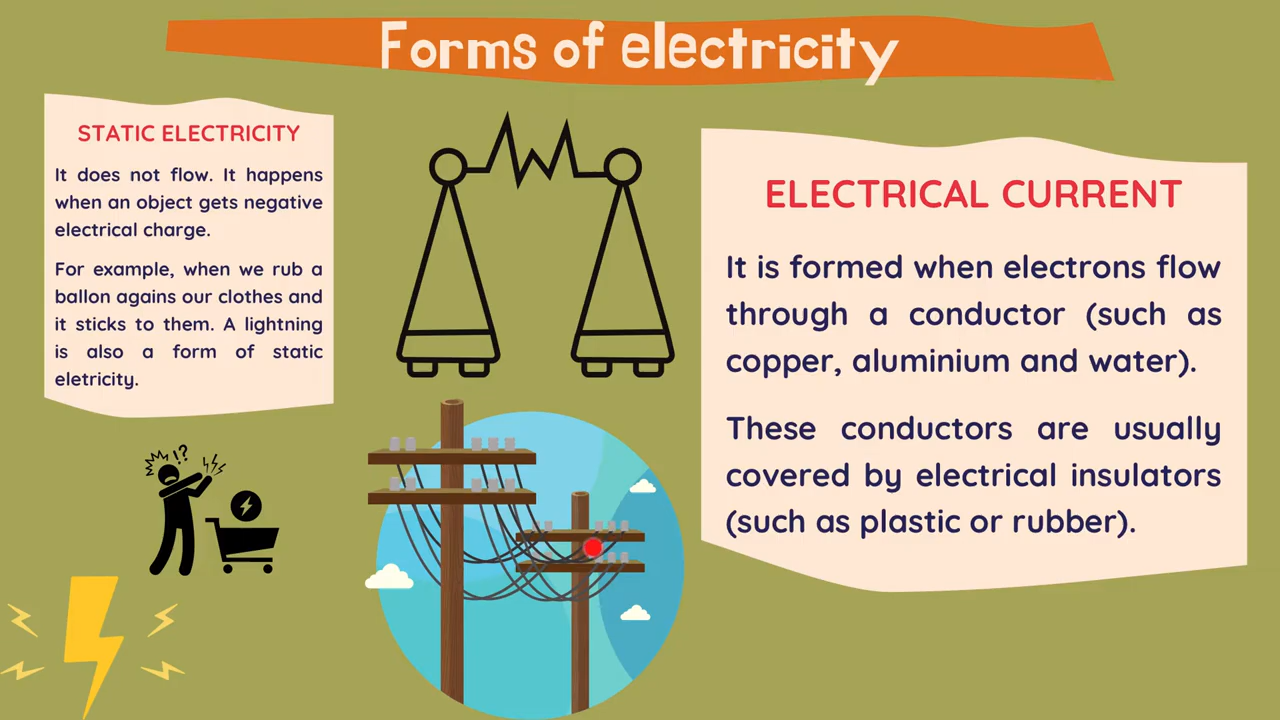 Forms of electricity
STATIC ELECTRICITY
It does not flow. It happens
when an object gets negative
electrical charge.
For example, when we rub a
ballon agains our clothes and
it sticks to them. A lightning
is also a form of static
eletricity.
!?
ELECTRICAL CURRENT
It is formed when electrons flow
through a conductor (such as
copper, aluminium and water).
These conductors are usually
covered by electrical insulators
(such as plastic or rubber).